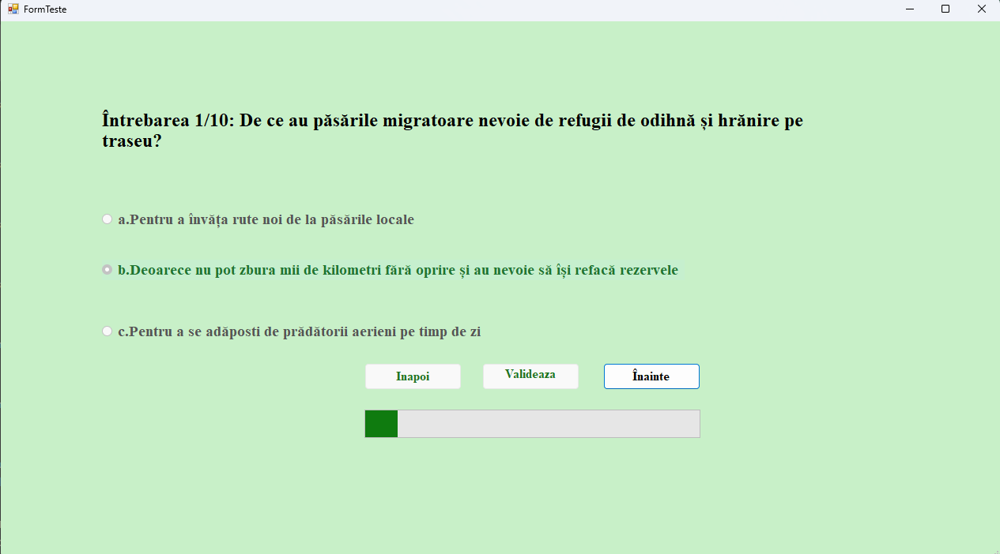 FormTeste
Întrebarea 1/10: De ce au păsările migratoare nevoie de refugii de odihnă și hrănire pe
traseu?
a.Pentru a învăța rute noi de la păsările locale
b.Deoarece nu pot zbura mii de kilometri fără oprire și au nevoie să își refacă rezervele
c.Pentru a se adăposti de prădătorii aerieni pe timp de zi
Inapoi Valideaza Înainte